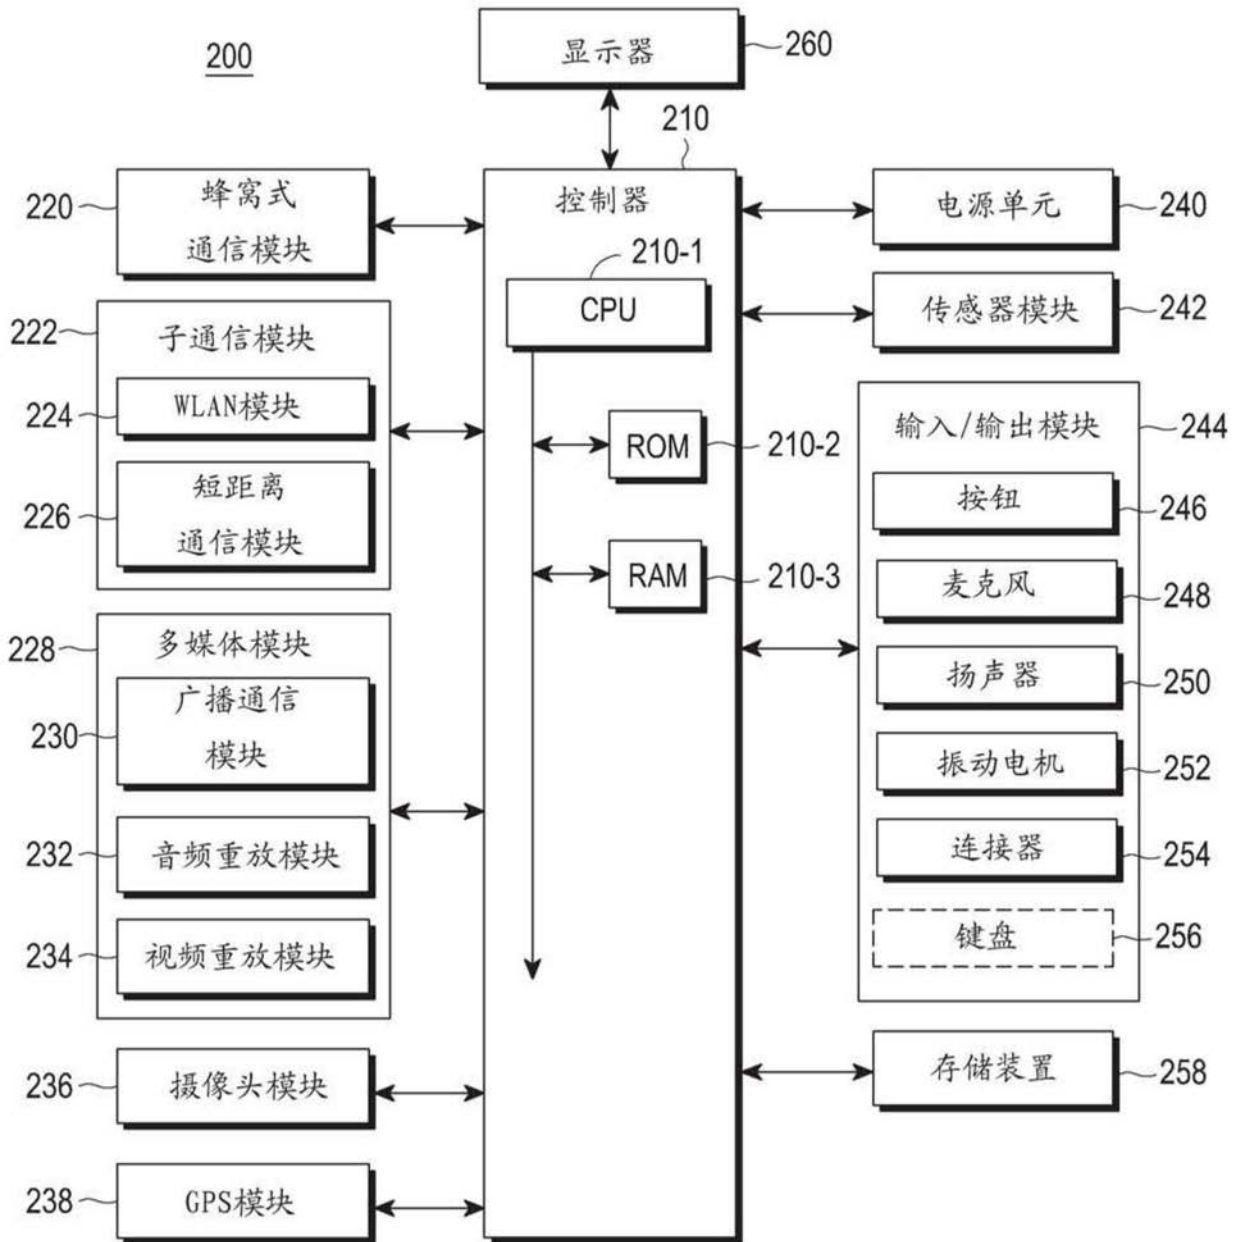 200
显示器
260
210
控制器
210-1
CPU
ROM
210-2
RAM
210-3
220
蜂窝式
通信模块
222
子通信模块
224
WLAN模块
226
短距离
通信模块
228
多媒体模块
230
广播通信
模块
232
音频重放模块
234
视频重放模块
236
摄像头模块
238
GPS模块
电源单元
240
传感器模块
242
输入/输出模块
244
按钮
246
麦克风
248
扬声器
250
振动电机
252
连接器
254
键盘
256
存储装置
258